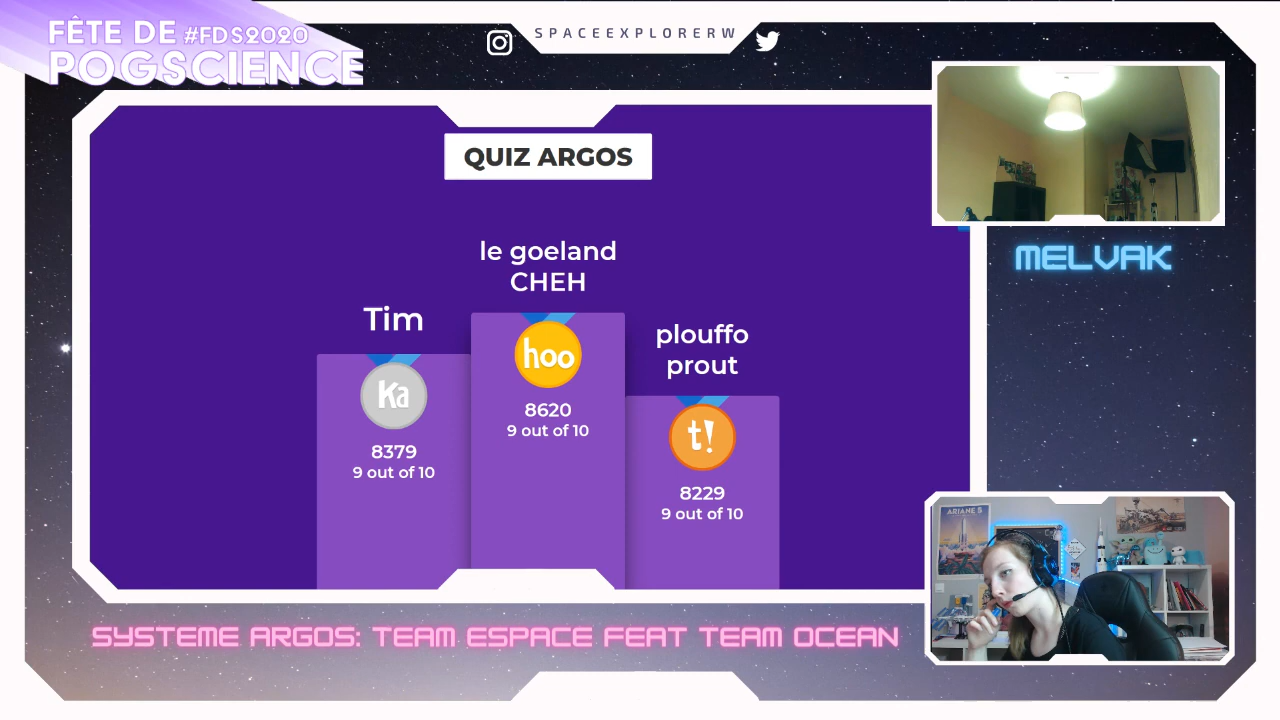 FÊTE DE #FDS2020
POGSCIENCE
SPACEEXPLORERW
QUIZ ARGOS
MELVAK
le goeland
CHEH
Tim
plouffo
prout
hoo
8620
9 out of 10
Ka
8379
9 out of 10
t!
8229
9 out of 10
ARIANE 5
SYSTEME ARGOS: TEAM ESPACE FEAT TEAM OCEAN